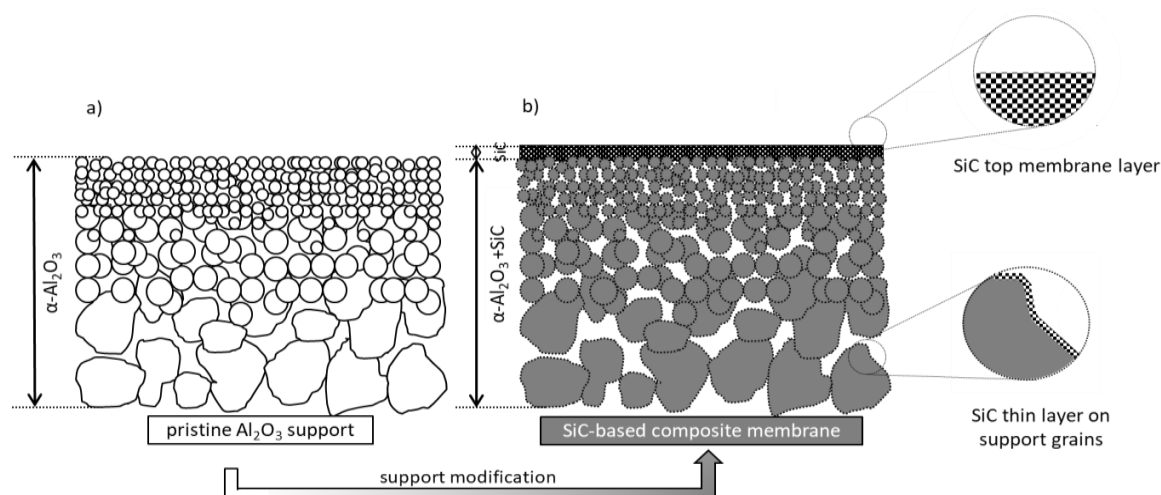 a)
b)
SiC
α-Al₂O₃
α-Al₂O₃+SiC
SiC top membrane layer
SiC thin layer on
support grains
pristine Al₂O₃ support
SiC-based composite membrane
support modification